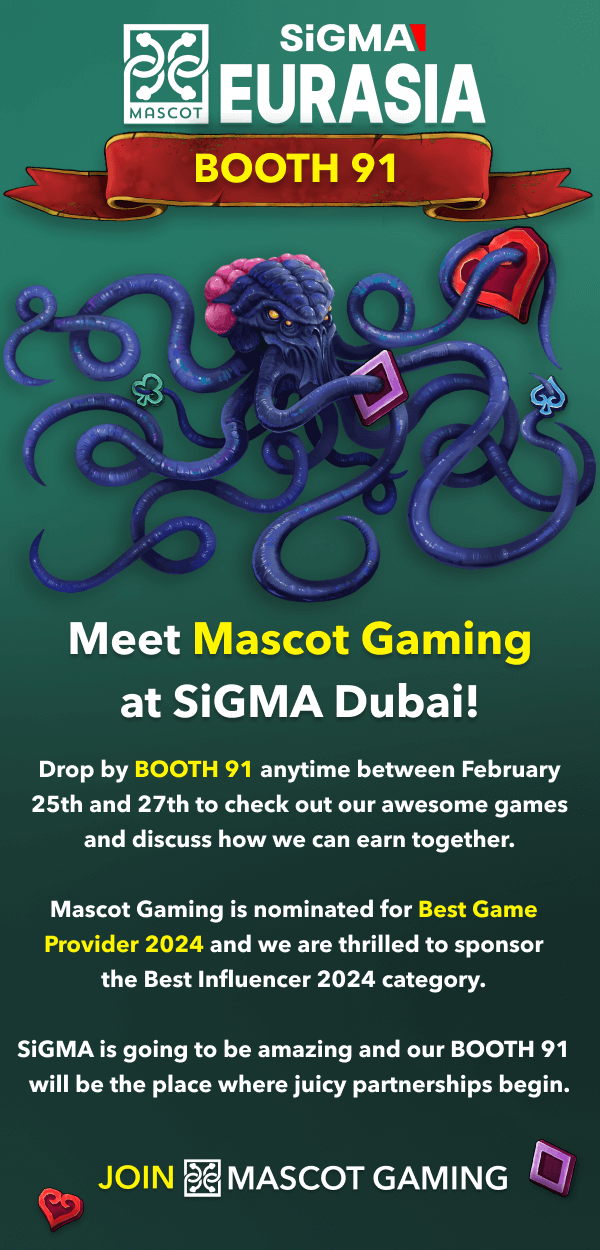 SiGMA
EURASIA
MASCOT
BOOTH 91
Meet Mascot Gaming
at SiGMA Dubai!
Drop by BOOTH 91 anytime between February
25th and 27th to check out our awesome games
and discuss how we can earn together.
Mascot Gaming is nominated for Best Game
Provider 2024 and we are thrilled to sponsor
the Best Influencer 2024 category.
SiGMA is going to be amazing and our BOOTH 91
will be the place where juicy partnerships begin.
JOIN MASCOT GAMING